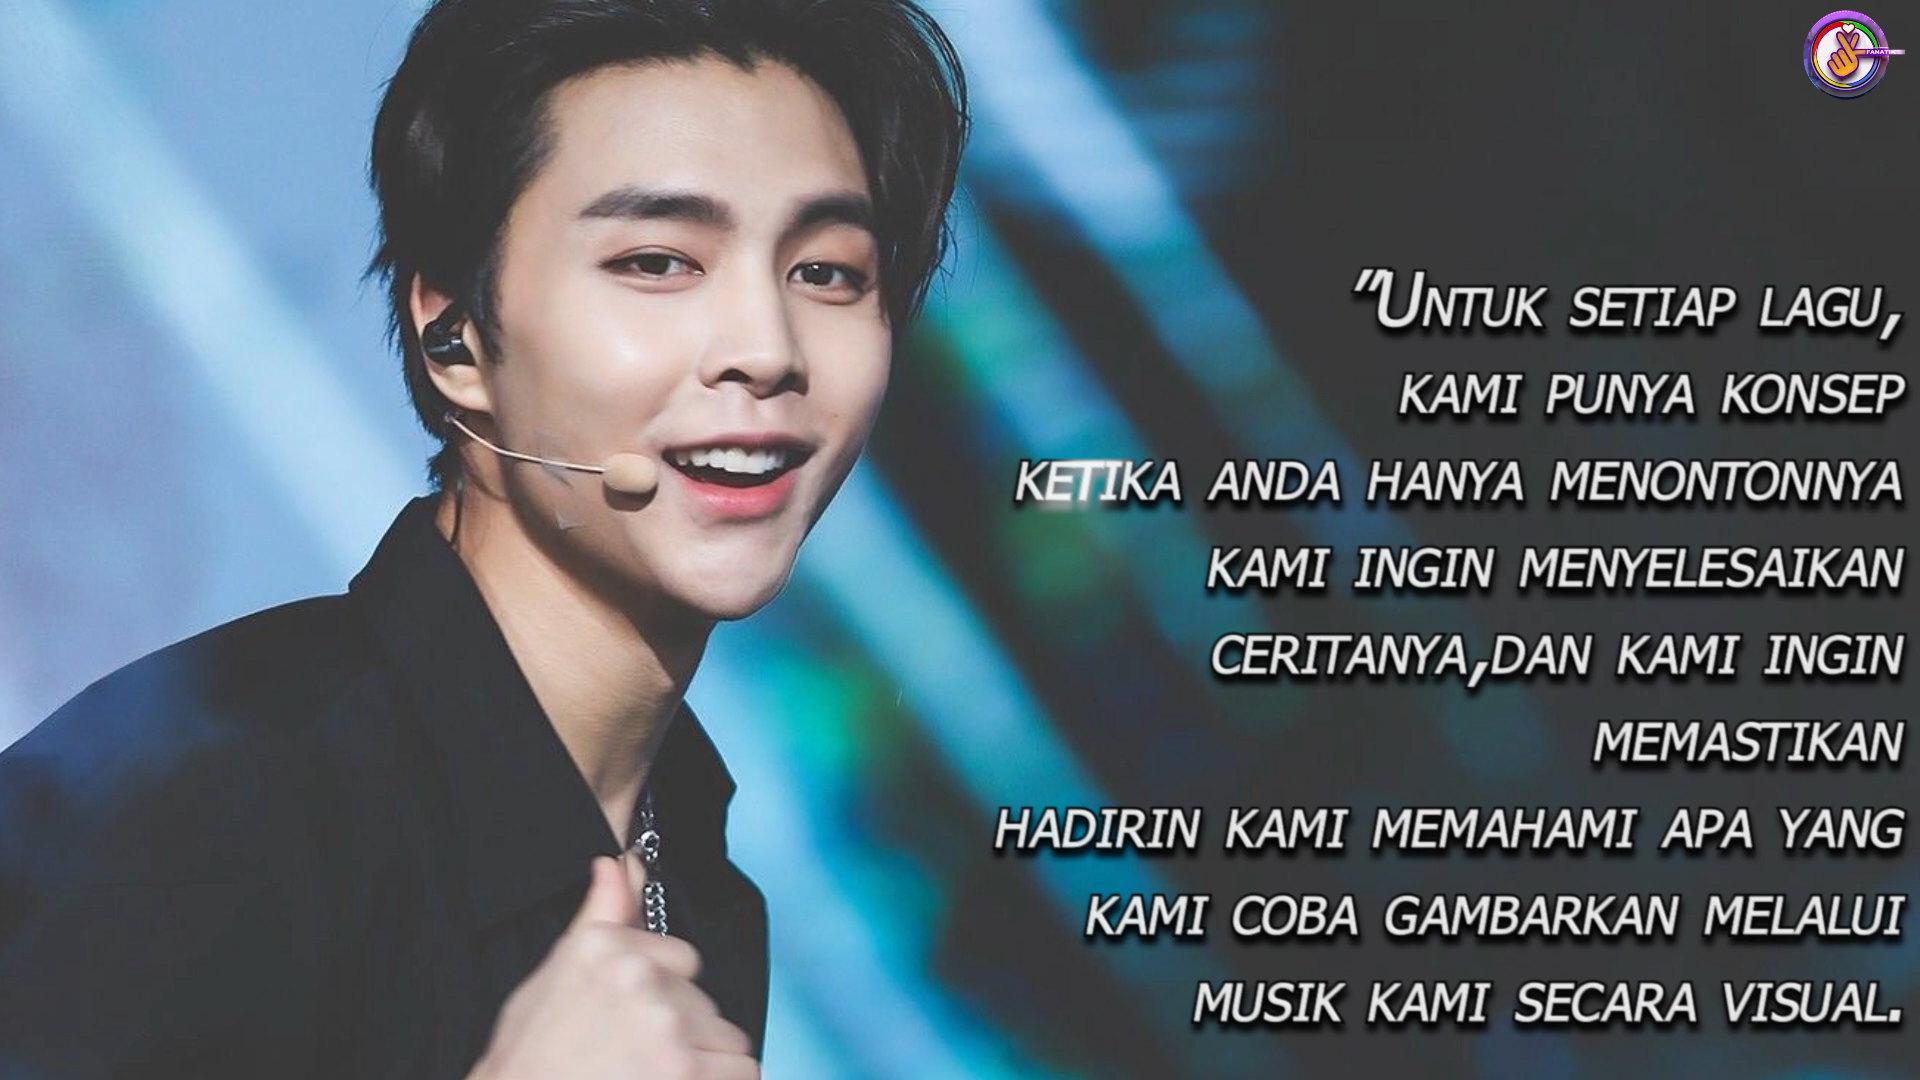 FANATIK
"UNTUK SETIAP LAGU,
KAMI PUNYA KONSEP
KETIKA ANDA HANYA MENONTONNYA
KAMI INGIN MENYELESAIKAN
CERITANYA,DAN KAMI INGIN
MEMASTIKAN
HADIRIN KAMI MEMAHAMI APA YANG
KAMI COBA GAMBARKAN MELALUI
MUSIK KAMI SECARA VISUAL.